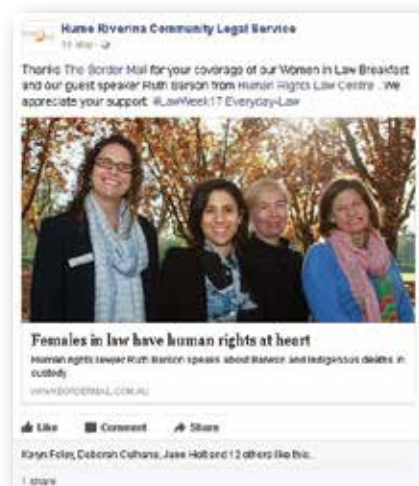 Hume Riverina Community Legal Service
Thanks The Border Mail for your coverage of our Women in Law Breakfast
and our guest speaker Ruth Barson from Human Rights Law Centre . We
appreciate your support. #LawWeek17 Everyday-Law
Females in law have human rights at heart
Human rights lawyer Ruth Barson speaks about Barwon and Indigenous deaths in
custody
WWW.BORDERMAIL.COM.AU
Like Comment Share
Karyn Foley, Deborah Culhane, Jane Holt and 12 others like this.
1 share